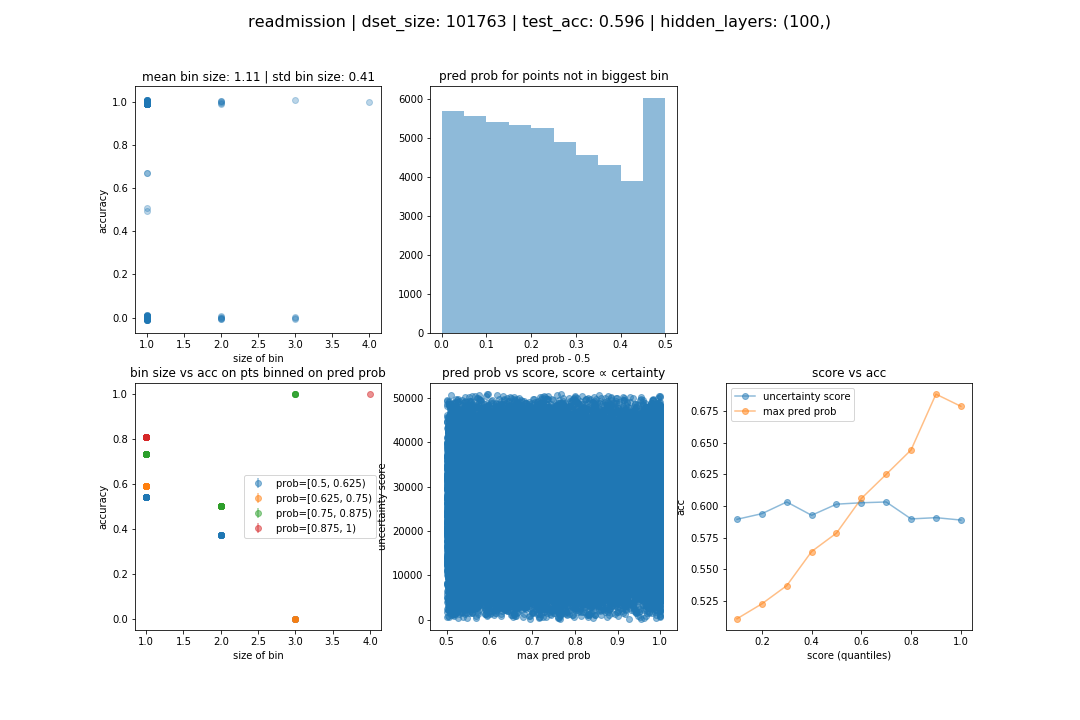 readmission | dset_size: 101763 | test_acc: 0.596 | hidden_layers: (100,)
mean bin size: 1.11 | std bin size: 0.41
accuracy
1.0
0.8
0.6
0.4
0.2
0.0
1.0 1.5 2.0 2.5 3.0 3.5 4.0
size of bin
pred prob for points not in biggest bin
6000
5000
4000
3000
2000
1000
0
0.0 0.1 0.2 0.3 0.4 0.5
pred prob - 0.5
bin size vs acc on pts binned on pred prob
accuracy
1.0
0.8
0.6
0.4
0.2
0.0
prob=[0.5, 0.625)
prob=[0.625, 0.75)
prob=[0.75, 0.875)
prob=[0.875, 1)
1.0 1.5 2.0 2.5 3.0 3.5 4.0
size of bin
pred prob vs score, score ∝ certainty
uncertainty score
50000
40000
30000
20000
10000
0
0.5 0.6 0.7 0.8 0.9 1.0
max pred prob
score vs acc
acc
0.675
0.650
0.625
0.600
0.575
0.550
0.525
uncertainty score
max pred prob
0.2 0.4 0.6 0.8 1.0
score (quantiles)